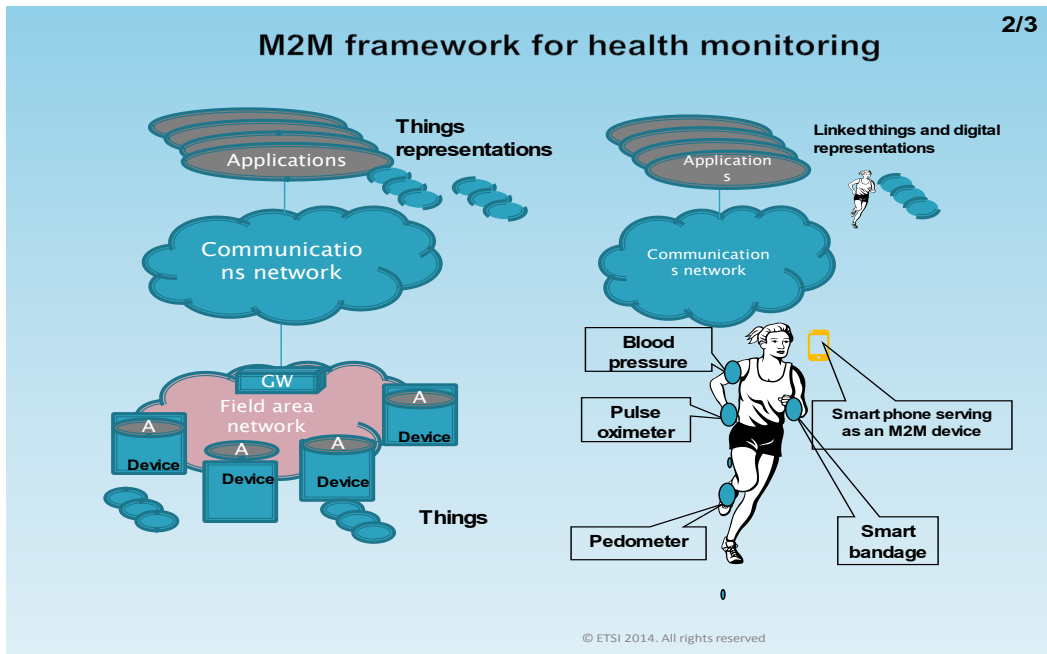 2/3
M2M framework for health monitoring
Things
representations
Applications
Communicatio
ns network
GW
Field area
network
A
Device
A
Device
A
Device
A
Device
Things
Linked things and digital
representations
Application
s
Communication
s network
Blood
pressure
Pulse
oximeter
Smart phone serving
as an M2M device
Pedometer
Smart
bandage
© ETSI 2014. All rights reserved